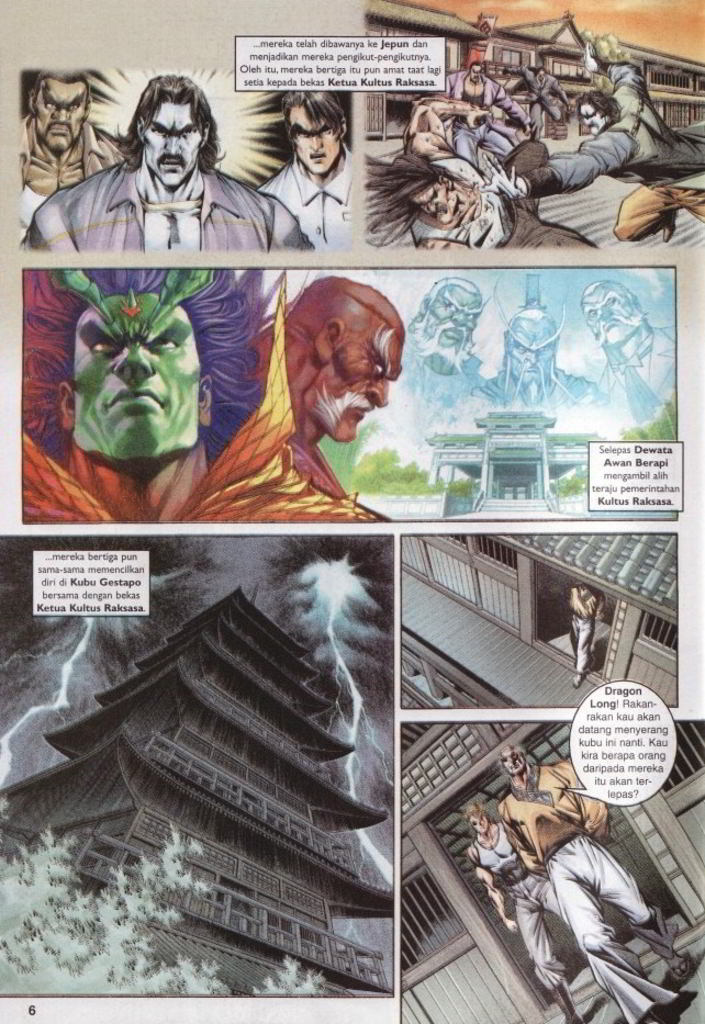 ...mereka telah dibawanya ke Jepun dan
menjadikan mereka pengikut-pengikutnya.
Oleh itu, mereka bertiga itu pun amat taat lagi
setia kepada bekas Ketua Kultus Raksasa.
Selepas Dewata
Awan Berapi
mengambil alih
teraju pemerintahan
Kultus Raksasa.
...mereka bertiga pun
sama-sama memencilkan
diri di Kubu Gestapo
bersama dengan bekas
Ketua Kultus Raksasa.
Dragon
Long! Rakan-
rakan kau akan
datang menyerang
kubu ini nanti. Kau
kira berapa orang
daripada mereka
itu akan ter-
lepas?
6